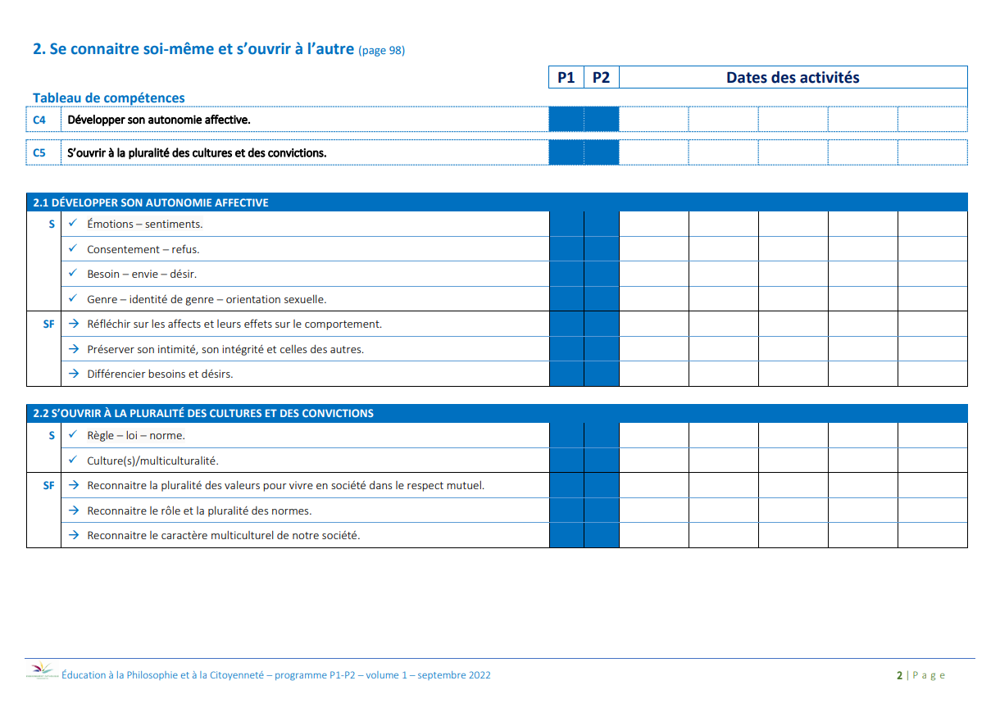 2. Se connaitre soi-même et s’ouvrir à l’autre (page 98)
P1 P2 Dates des activités
Tableau de compétences
C4 Développer son autonomie affective.
C5 S’ouvrir à la pluralité des cultures et des convictions.
2.1 DÉVELOPPER SON AUTONOMIE AFFECTIVE
S ✓ Émotions – sentiments.
✓ Consentement – refus.
✓ Besoin – envie – désir.
✓ Genre – identité de genre – orientation sexuelle.
SF → Réfléchir sur les affects et leurs effets sur le comportement.
→ Préserver son intimité, son intégrité et celles des autres.
→ Différencier besoins et désirs.
2.2 S’OUVRIR À LA PLURALITÉ DES CULTURES ET DES CONVICTIONS
S ✓ Règle – loi – norme.
✓ Culture(s)/multiculturalité.
SF → Reconnaitre la pluralité des valeurs pour vivre en société dans le respect mutuel.
→ Reconnaitre le rôle et la pluralité des normes.
→ Reconnaitre le caractère multiculturel de notre société.
Éducation à la Philosophie et à la Citoyenneté – programme P1-P2 – volume 1 – septembre 2022
2 | Page